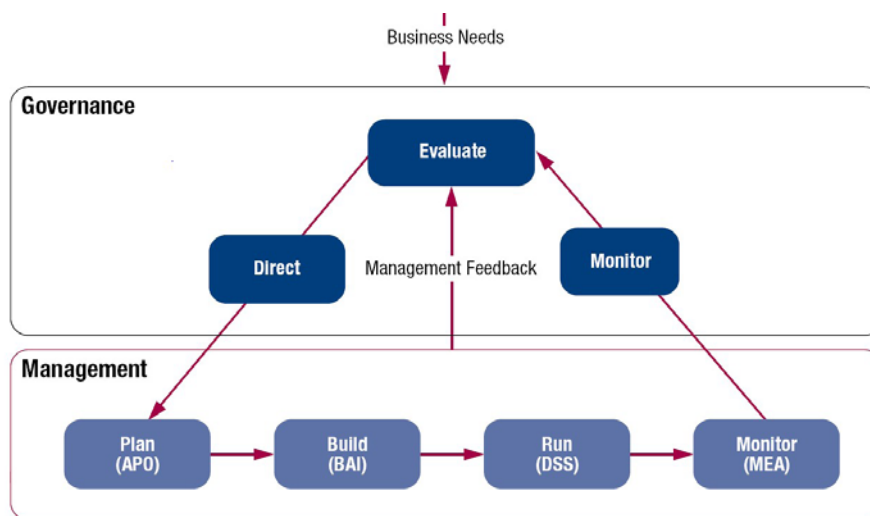 Business Needs
Governance
Evaluate
Direct
Management Feedback
Monitor
Management
Plan
(APO)
Build
(BAI)
Run
(DSS)
Monitor
(MEA)